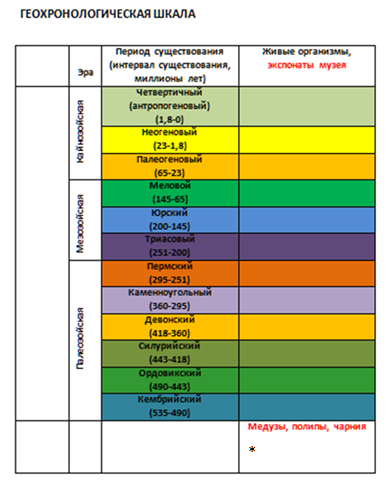 ГЕОХРОНОЛОГИЧЕСКАЯ ШКАЛА
Эра
Период существования
(интервал существования,
миллионы лет)
Живые организмы,
экспонаты музея
Кайнозойская
Четвертичный
(антропогеновый)
(1,8-0)
Неогеновый
(23-1,8)
Палеогеновый
(65-23)
Мезозойская
Меловой
(145-65)
Юрский
(200-145)
Триасовый
(251-200)
Палеозойская
Пермский
(295-251)
Каменноугольный
(360-295)
Девонский
(418-360)
Силурийский
(443-418)
Ордовикский
(490-443)
Кембрийский
(535-490)
Медузы, полипы, чарния
*